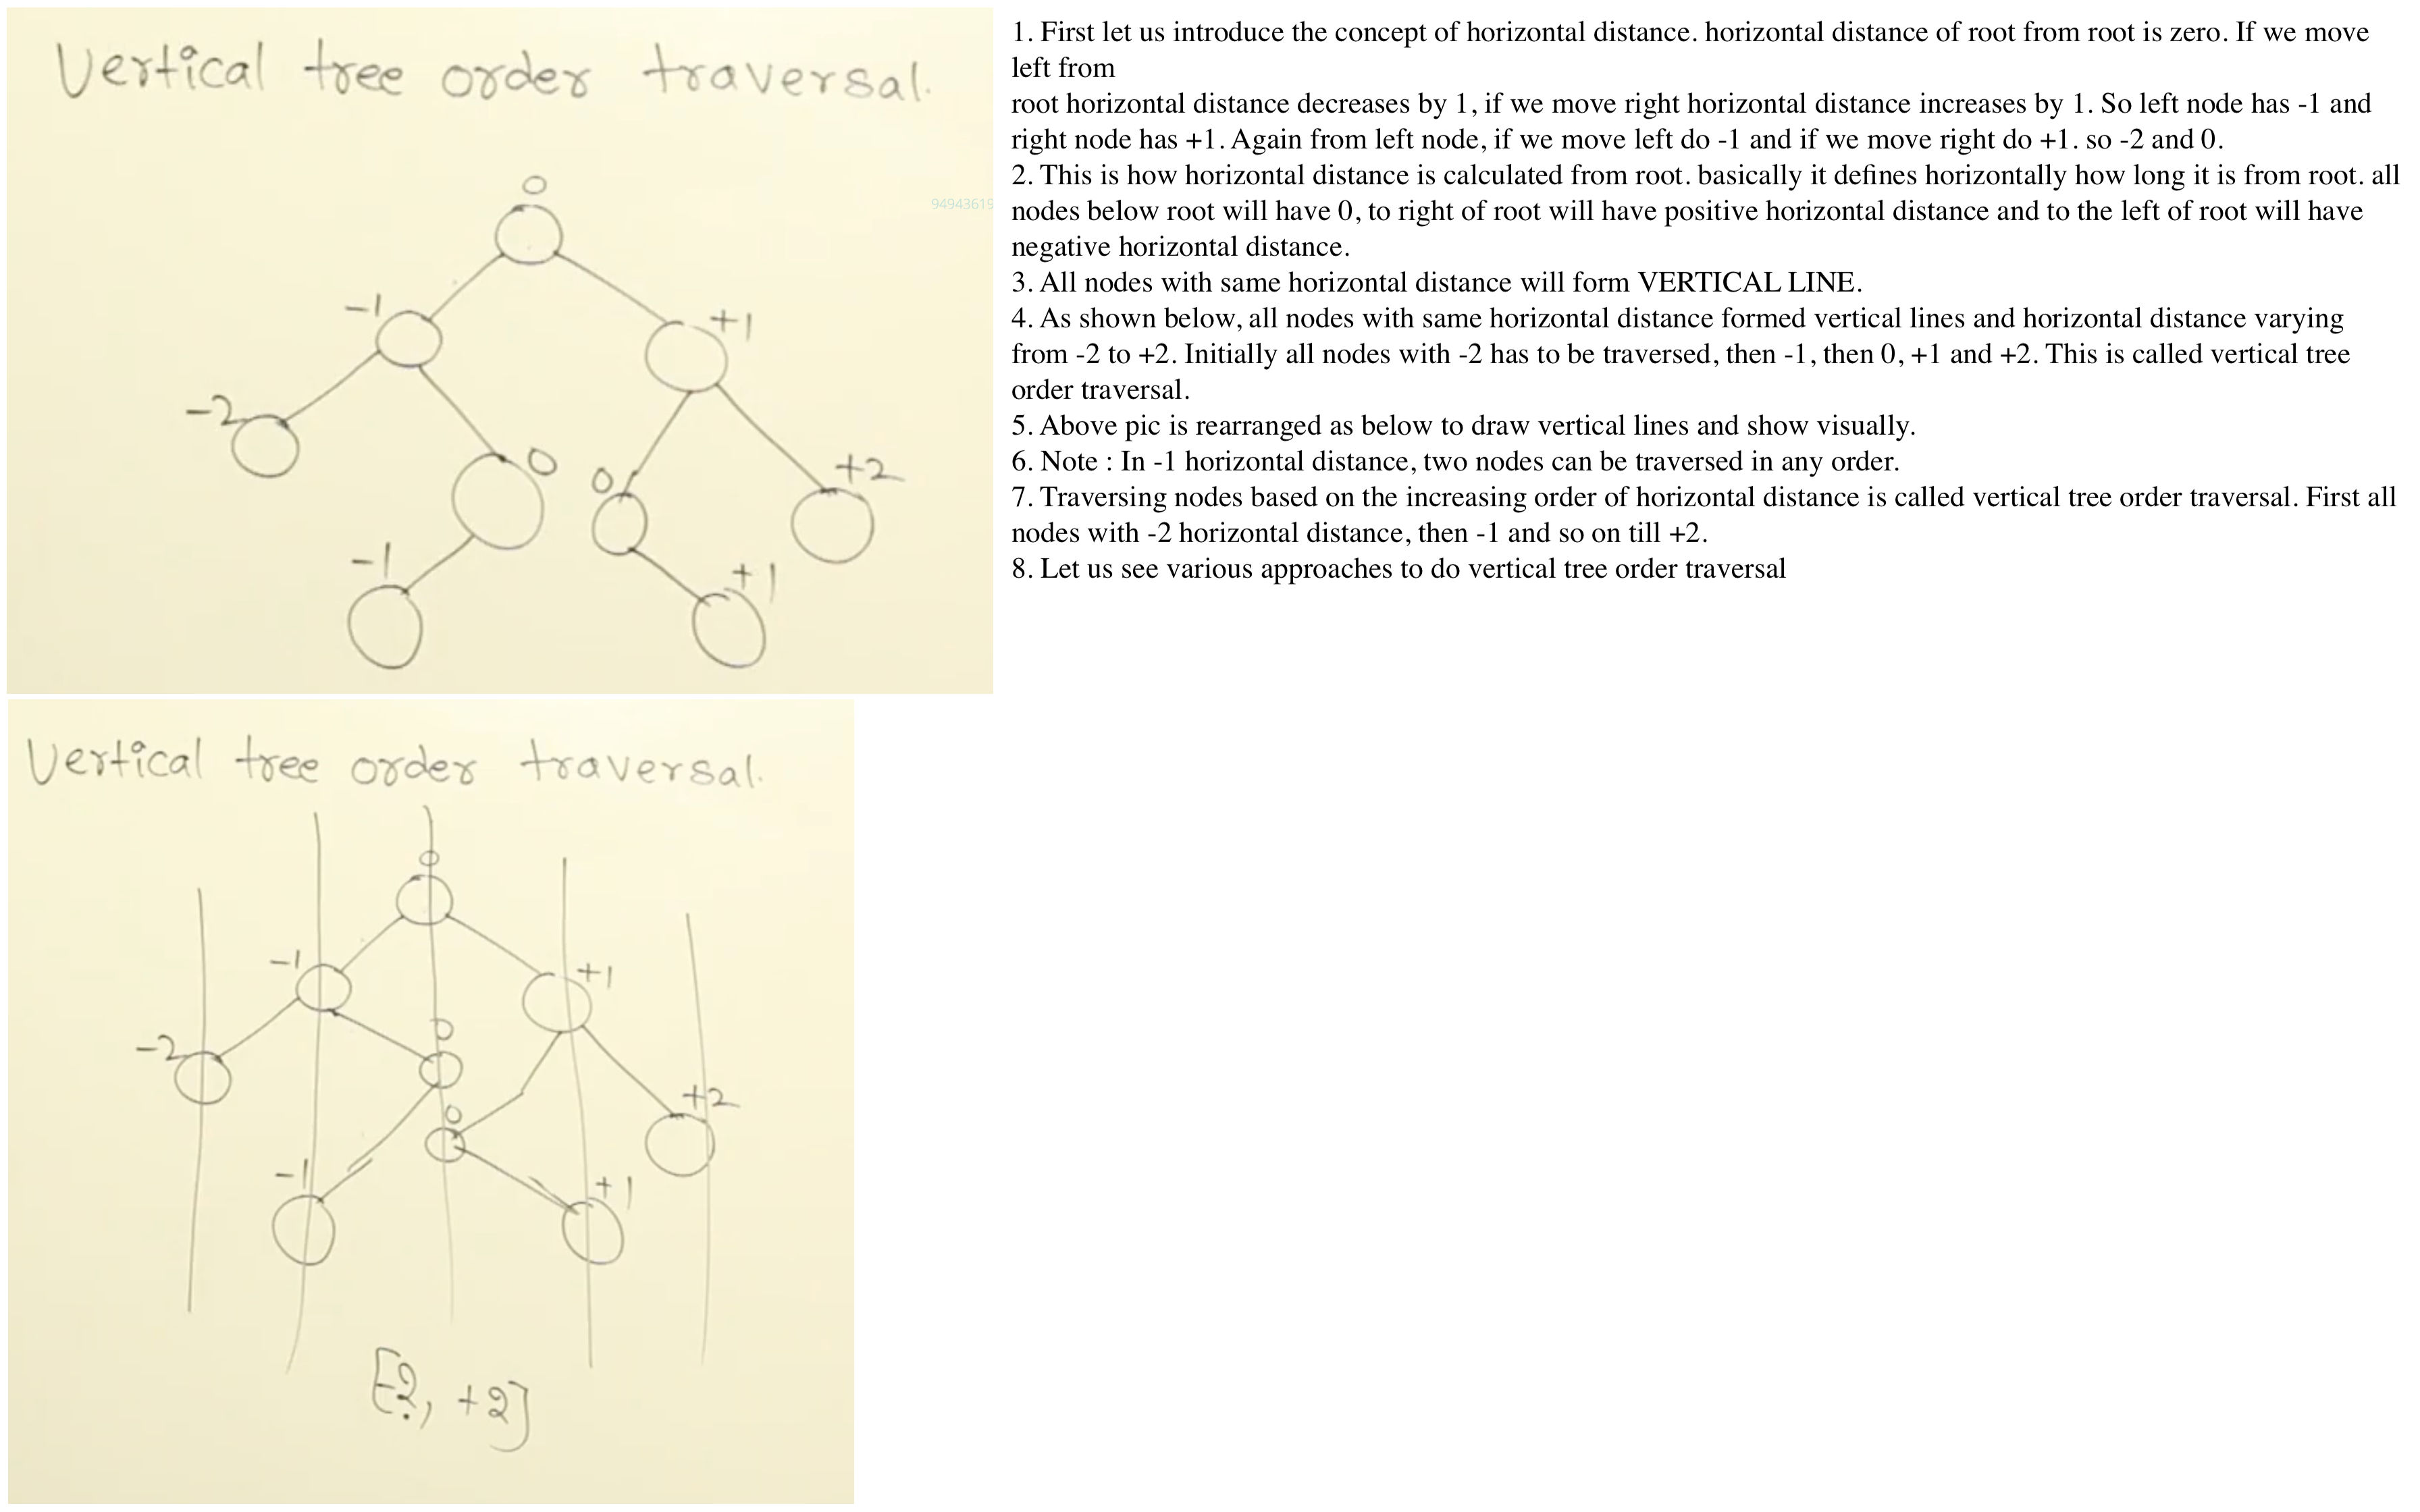 Vertical tree order traversal.
0
94943619
-1
+1
-2
0
0
+2
-1
+1
1. First let us introduce the concept of horizontal distance. horizontal distance of root from root is zero. If we move
left from
root horizontal distance decreases by 1, if we move right horizontal distance increases by 1. So left node has -1 and
right node has +1. Again from left node, if we move left do -1 and if we move right do +1. so -2 and 0.
2. This is how horizontal distance is calculated from root. basically it defines horizontally how long it is from root. all
nodes below root will have 0, to right of root will have positive horizontal distance and to the left of root will have
negative horizontal distance.
3. All nodes with same horizontal distance will form VERTICAL LINE.
4. As shown below, all nodes with same horizontal distance formed vertical lines and horizontal distance varying
from -2 to +2. Initially all nodes with -2 has to be traversed, then -1, then 0, +1 and +2. This is called vertical tree
order traversal.
5. Above pic is rearranged as below to draw vertical lines and show visually.
6. Note : In -1 horizontal distance, two nodes can be traversed in any order.
7. Traversing nodes based on the increasing order of horizontal distance is called vertical tree order traversal. First all
nodes with -2 horizontal distance, then -1 and so on till +2.
8. Let us see various approaches to do vertical tree order traversal
Vertical tree order traversal.
0
-1
+1
0
-2
+2
0
-1
+1
[-2, +2]